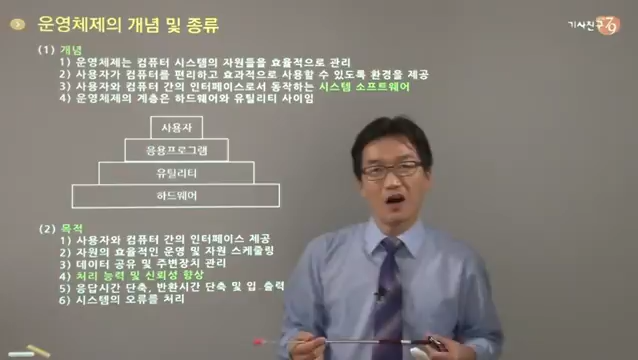 5 운영체제의 개념 및 종류
기사친구
(1) 개념
1) 운영체제는 컴퓨터 시스템의 자원들을 효율적으로 관리
2) 사용자가 컴퓨터를 편리하고 효과적으로 사용할 수 있도록 환경을 제공
3) 사용자와 컴퓨터 간의 인터페이스로서 동작하는 시스템 소프트웨어
4) 운영체제의 계층은 하드웨어와 유틸리티 사이임
사용자
응용프로그램
유틸리티
하드웨어
(2) 목적
1) 사용자와 컴퓨터 간의 인터페이스 제공
2) 자원의 효율적인 운영 및 자원 스케줄링
3) 데이터 공유 및 주변장치 관리
4) 처리 능력 및 신뢰성 향상
5) 응답시간 단축, 반환시간 단축 및 입.출력
6) 시스템의 오류를 처리